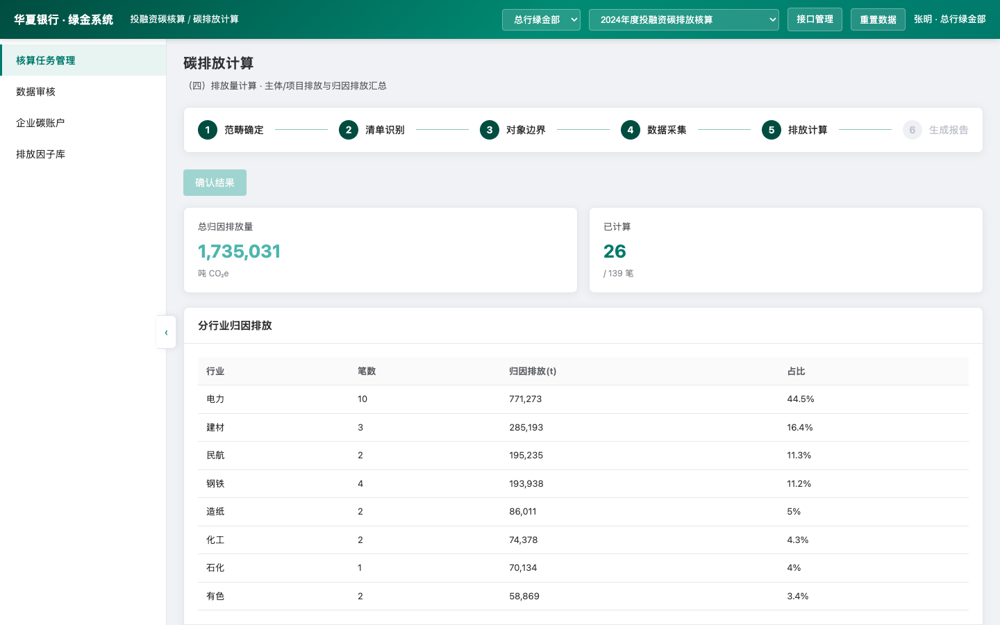 华夏银行 · 绿金系统
投融资碳核算 / 碳排放计算
总行绿金部
2024年度投融资碳排放核算
接口管理
重置数据
张明 · 总行绿金部
核算任务管理
数据审核
企业碳账户
排放因子库
‹
碳排放计算
（四）排放量计算 · 主体/项目排放与归因排放汇总
1 范畴确定
2 清单识别
3 对象边界
4 数据采集
5 排放计算
6 生成报告
确认结果
总归因排放量
1,735,031
吨 CO₂e
已计算
26
/ 139 笔
分行业归因排放
行业 笔数 归因排放(t) 占比
电力 10 771,273 44.5%
建材 3 285,193 16.4%
民航 2 195,235 11.3%
钢铁 4 193,938 11.2%
造纸 2 86,011 5%
化工 2 74,378 4.3%
石化 1 70,134 4%
有色 2 58,869 3.4%